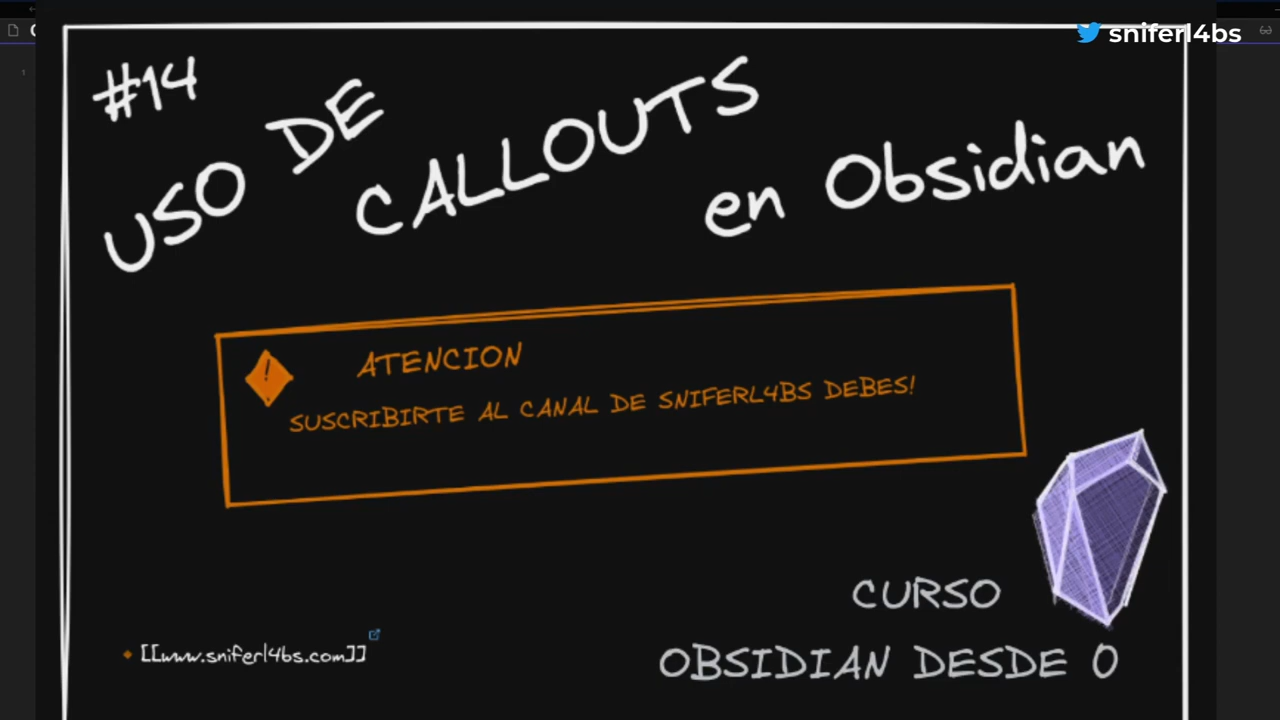 sniferl4bs
#14
USO DE CALLOUTS en Obsidian
!
ATENCION
SUSCRIBIRTE AL CANAL DE SNIFERL4BS DEBES!
CURSO
OBSIDIAN DESDE 0
[[www.sniferl4bs.com]]
1